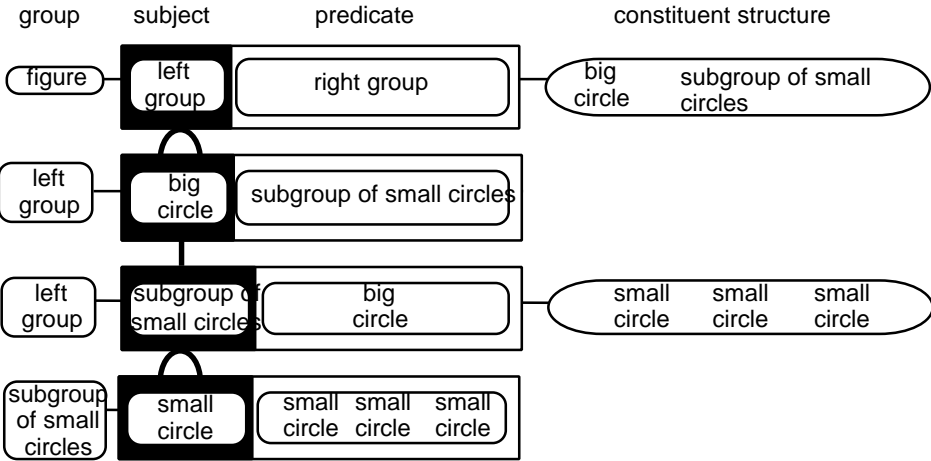 group subject predicate constituent structure
figure
left
group
right group
big
circle
subgroup of small
circles
left
group
big
circle
subgroup of small circles
left
group
subgroup of
small circles
big
circle
small small small
circle circle circle
subgroup
of small
circles
small
circle
small small small
circle circle circle